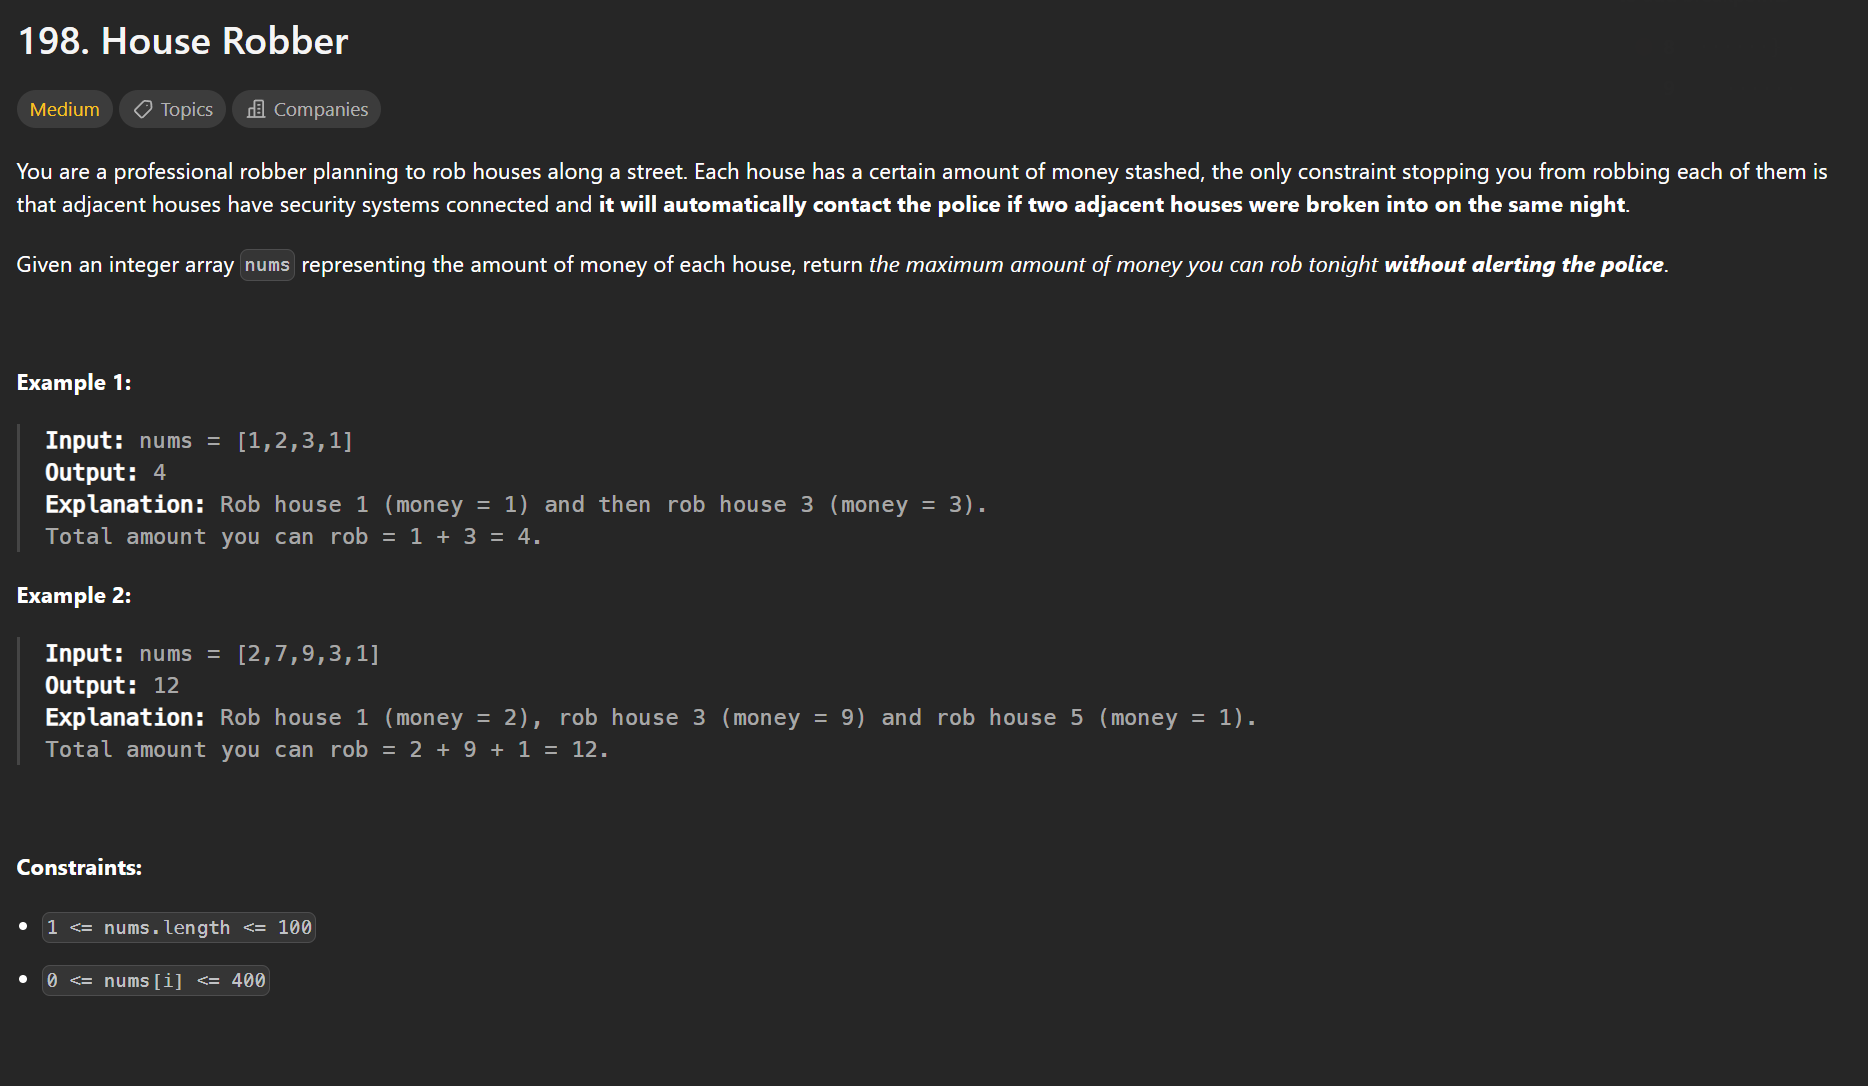 198. House Robber
Medium
Topics
Companies
You are a professional robber planning to rob houses along a street. Each house has a certain amount of money stashed, the only constraint stopping you from robbing each of them is
that adjacent houses have security systems connected and it will automatically contact the police if two adjacent houses were broken into on the same night.
Given an integer array nums representing the amount of money of each house, return the maximum amount of money you can rob tonight without alerting the police.
Example 1:
Input: nums = [1,2,3,1]
Output: 4
Explanation: Rob house 1 (money = 1) and then rob house 3 (money = 3).
Total amount you can rob = 1 + 3 = 4.
Example 2:
Input: nums = [2,7,9,3,1]
Output: 12
Explanation: Rob house 1 (money = 2), rob house 3 (money = 9) and rob house 5 (money = 1).
Total amount you can rob = 2 + 9 + 1 = 12.
Constraints:
• 1 <= nums.length <= 100
• 0 <= nums[i] <= 400